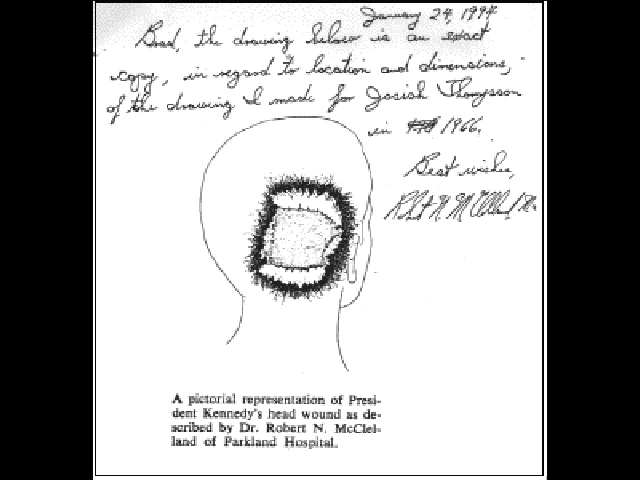 January 24, 1994
Brad, the drawing below is an exact
copy, in regard to location and dimensions,
of the drawing I made for Josiah Thompson
in 1966.
Best wishes,
A pictorial representation of Presi-
dent Kennedy's head wound as de-
scribed by Dr. Robert N. McClel-
land of Parkland Hospital.